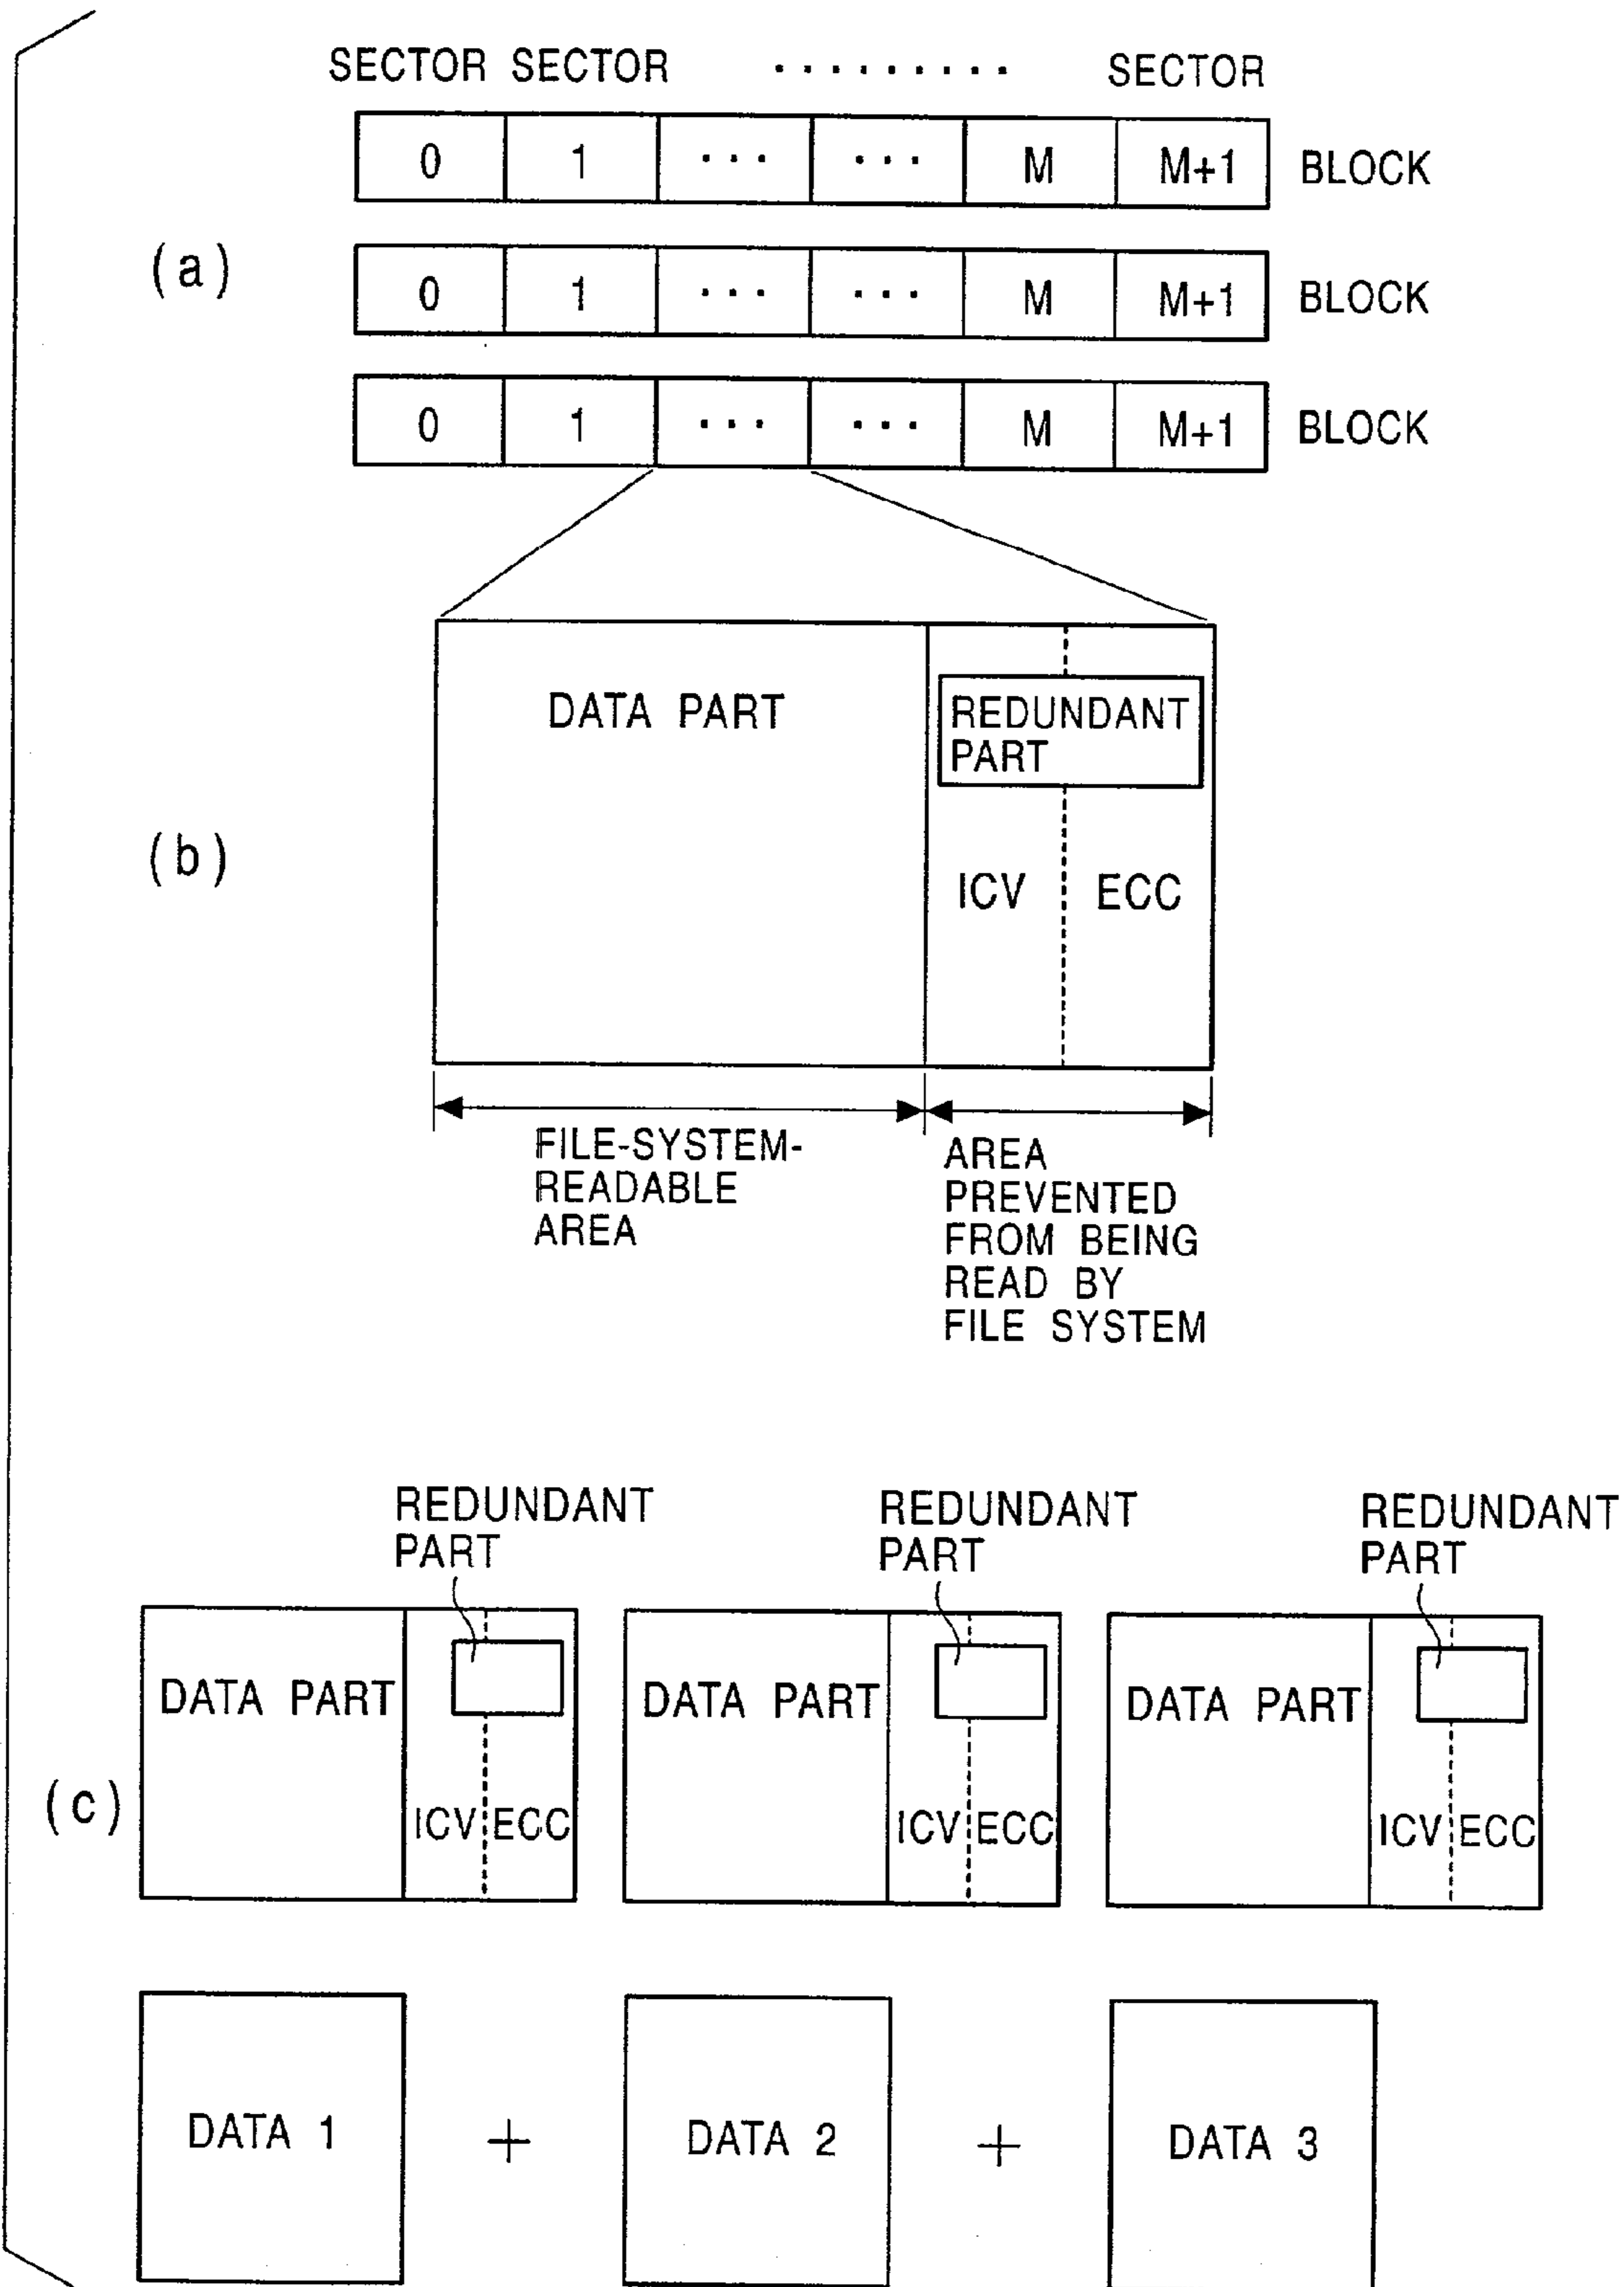 SECTOR SECTOR ......... SECTOR
0 1 ... ... M M+1 BLOCK
(a)
0 1 ... ... M M+1 BLOCK
0 1 ... ... M M+1 BLOCK
(b)
DATA PART
REDUNDANT
PART
ICV ECC
FILE-SYSTEM-
READABLE
AREA
AREA
PREVENTED
FROM BEING
READ BY
FILE SYSTEM
(c)
REDUNDANT
PART
REDUNDANT
PART
REDUNDANT
PART
DATA PART
ICV ECC
DATA PART
ICV ECC
DATA PART
ICV ECC
DATA 1 + DATA 2 + DATA 3